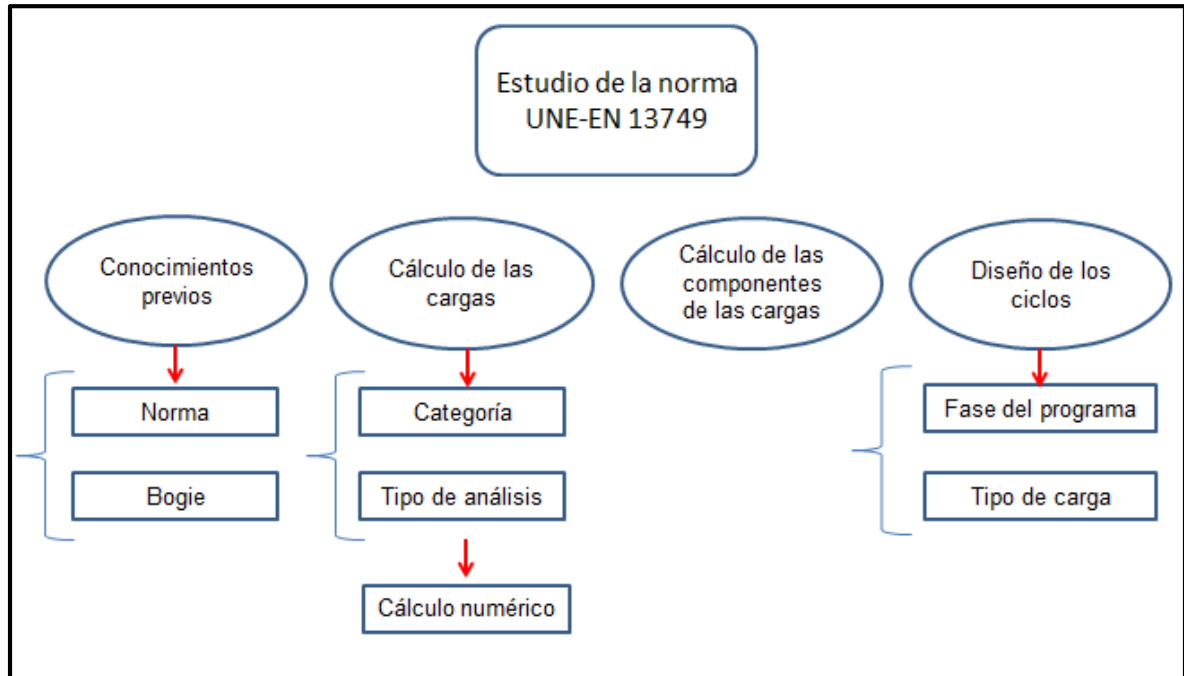 Estudio de la norma
UNE-EN 13749
Conocimientos
previos
Cálculo de las
cargas
Cálculo de las
componentes
de las cargas
Diseño de los
ciclos
Norma
Categoría
Fase del programa
Bogie
Tipo de análisis
Tipo de carga
Cálculo numérico